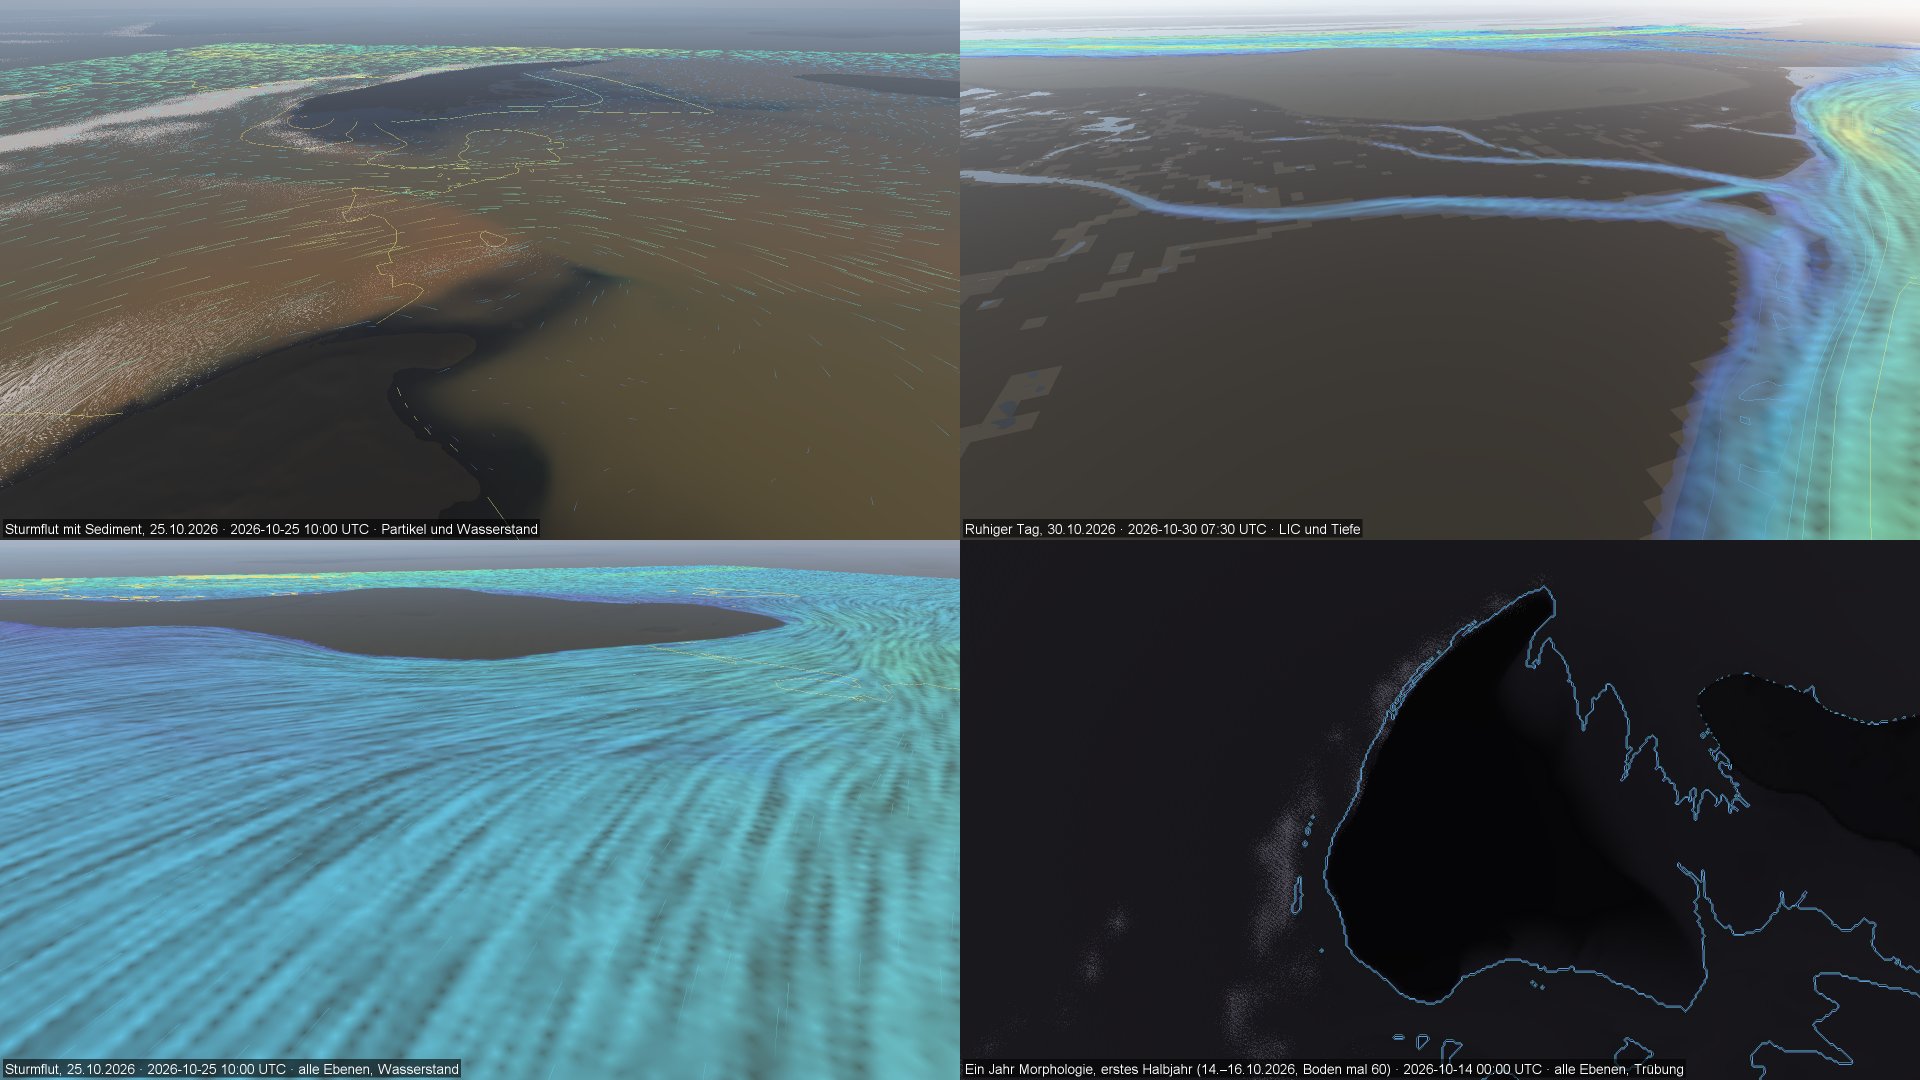 Sturmflut mit Sediment, 25.10.2026 · 2026-10-25 10:00 UTC · Partikel und Wasserstand
Ruhiger Tag, 30.10.2026 · 2026-10-30 07:30 UTC · LIC und Tiefe
Sturmflut, 25.10.2026 · 2026-10-25 10:00 UTC · alle Ebenen, Wasserstand
Ein Jahr Morphologie, erstes Halbjahr (14.–16.10.2026, Boden mal 60) · 2026-10-14 00:00 UTC · alle Ebenen, Trübung